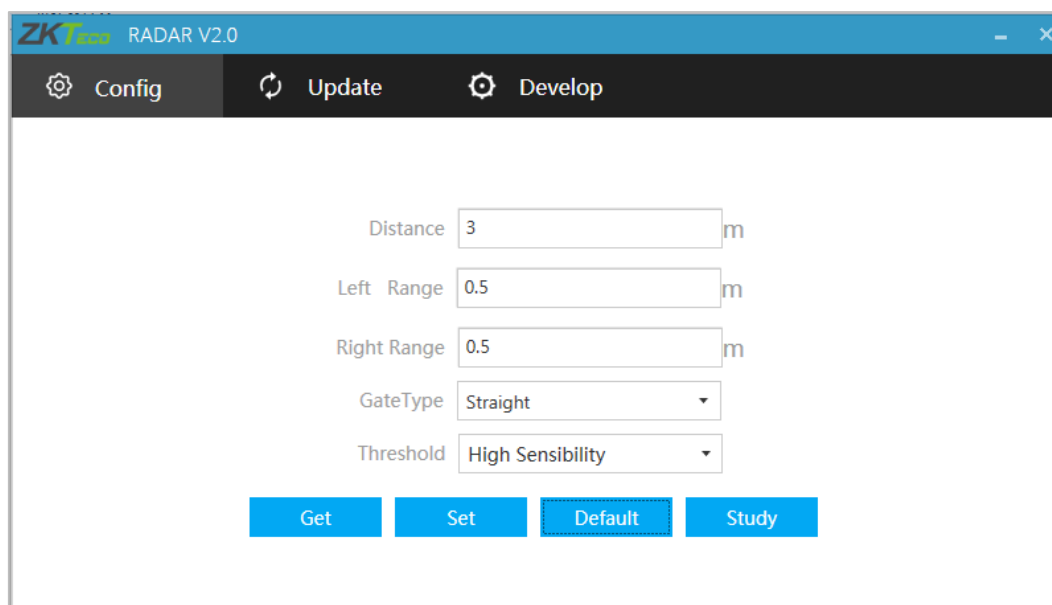 ZKTeco RADAR V2.0
Config Update Develop
Distance 3 m
Left Range 0.5 m
Right Range 0.5 m
GateType Straight
Threshold High Sensibility
Get Set Default Study